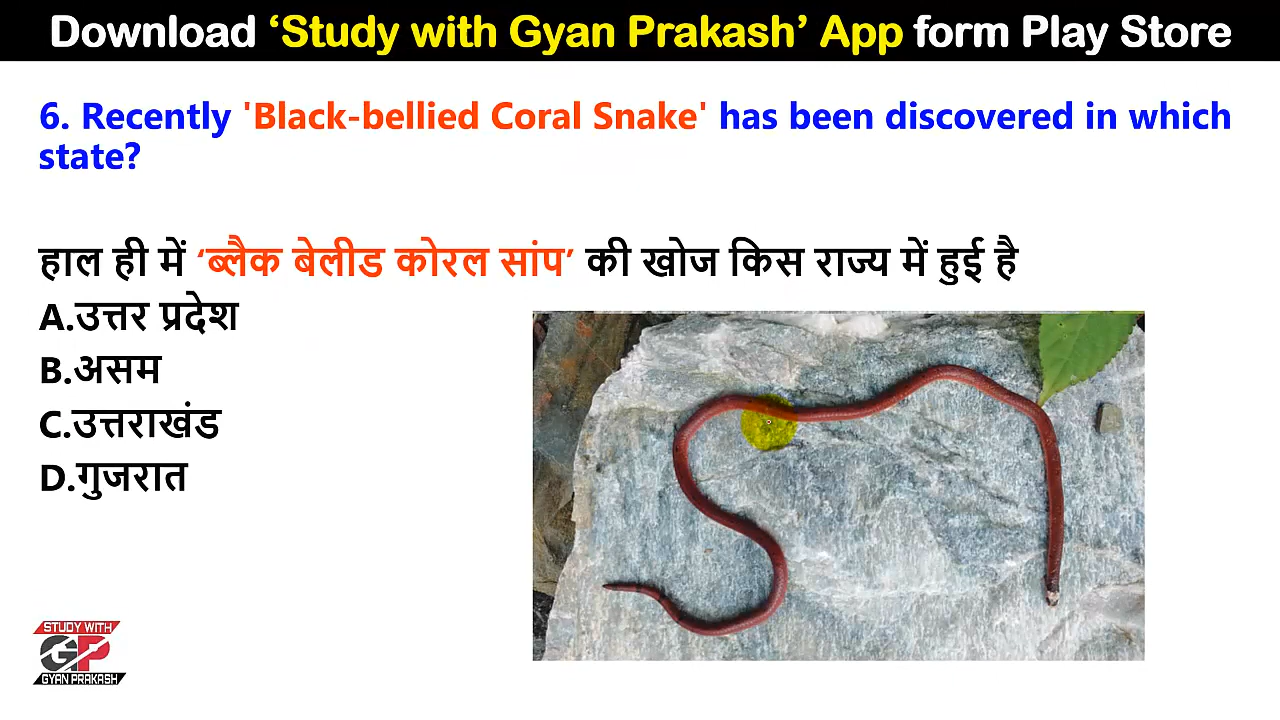 Download ‘Study with Gyan Prakash’ App form Play Store
6. Recently 'Black-bellied Coral Snake' has been discovered in which
state?
हाल ही में ‘ब्लैक बेलीड कोरल सांप’ की खोज किस राज्य में हुई है
A.उत्तर प्रदेश
B.असम
C.उत्तराखंड
D.गुजरात
STUDY WITH
GP
GYAN PRAKASH